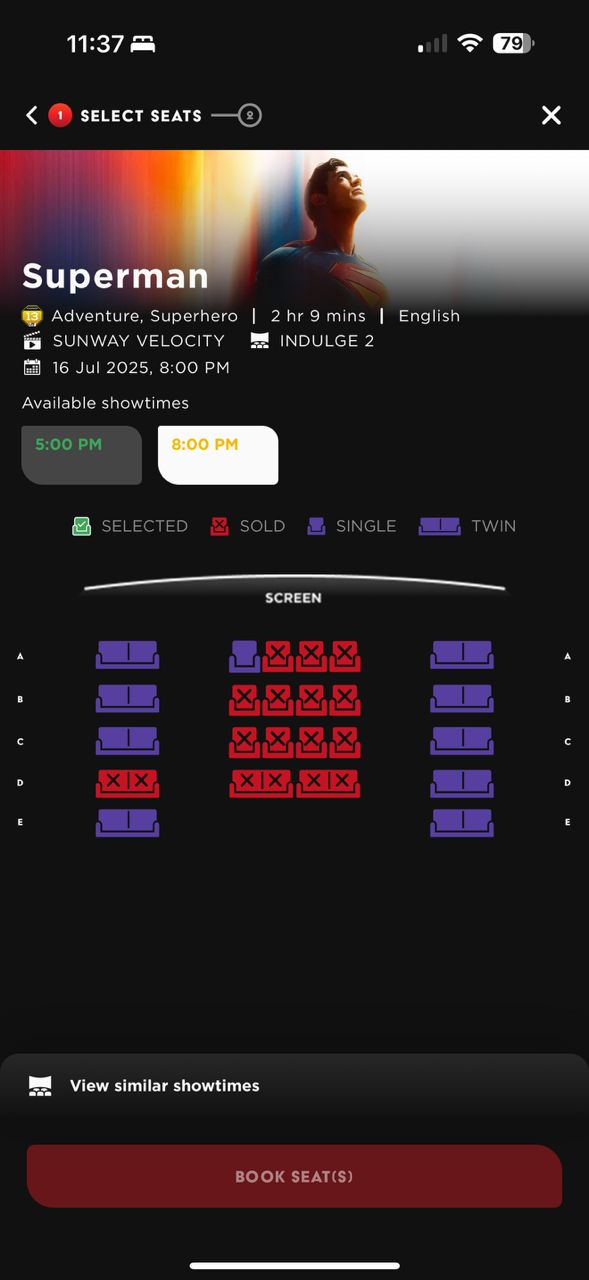 11:37
79
1 SELECT SEATS 2
Superman
13 Adventure, Superhero | 2 hr 9 mins | English
SUNWAY VELOCITY INDULGE 2
16 Jul 2025, 8:00 PM
Available showtimes
5:00 PM 8:00 PM
SELECTED SOLD SINGLE TWIN
SCREEN
A A
B B
C C
D D
E E
View similar showtimes
BOOK SEAT(S)